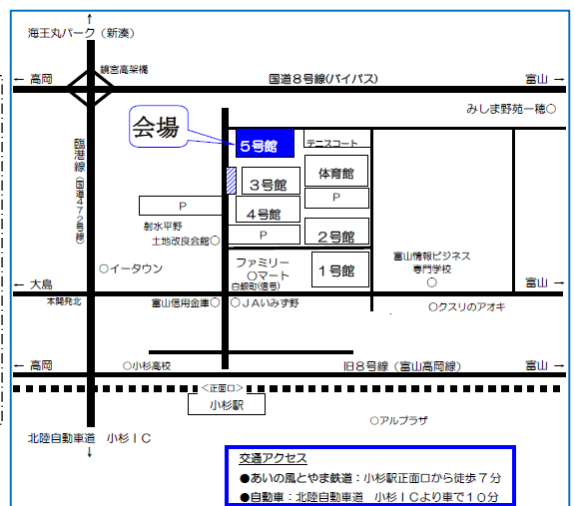 ↑
海王丸パーク（新湊）
鏡宮高架橋
← 高岡
国道８号線(バイパス)
富山 →
みしま野苑一穂○
会場
５号館
テニスコート
臨港線（国道４７２号線）
３号館
体育館
Ｐ
Ｐ
４号館
射水平野
土地改良会館○
Ｐ
２号館
ファミリー
○マート
１号館
富山情報ビジネス
専門学校
○
○イータウン
白銀町(信号)
← 大島
富山 →
本開発北
富山信用金庫○
○ＪＡいみず野
○クスリのアオキ
← 高岡
○小杉高校
旧８号線（富山高岡線）
富山 →
＜正面口＞
小杉駅
○アルプラザ
北陸自動車道　小杉ＩＣ
↓
交通アクセス
●あいの風とやま鉄道：小杉駅正面口から徒歩７分
●自動車：北陸自動車道　小杉ＩＣより車で１０分